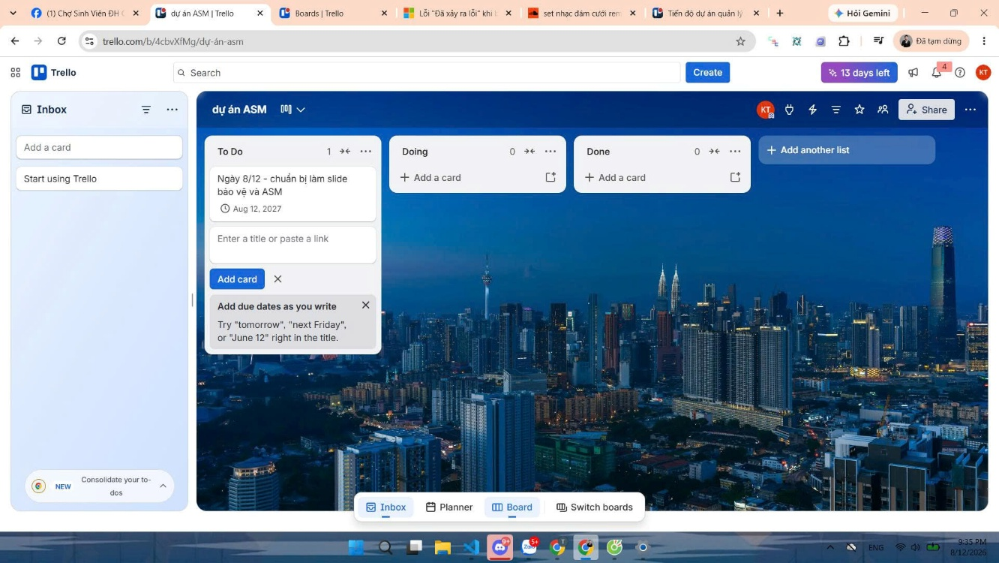 (1) Chợ Sinh Viên ĐH
dự án ASM | Trello
Boards | Trello
Lỗi "Đã xảy ra lỗi" khi
set nhạc đám cưới rem
Tiến độ dự án quản lý
Hỏi Gemini
trello.com/b/4cbvXfMg/dự-án-asm
Đã tạm dừng
Trello
Search
Create
13 days left
4
KT
Inbox
Add a card
Start using Trello
NEW
Consolidate your to-
dos
dự án ASM
KT
Share
To Do
1
Ngày 8/12 - chuẩn bị làm slide
bảo vệ và ASM
Aug 12, 2027
Enter a title or paste a link
Add card
Add due dates as you write
Try "tomorrow", "next Friday",
or "June 12" right in the title.
Doing
0
Add a card
Done
0
Add a card
Add another list
Inbox
Planner
Board
Switch boards
9+
Zalo
5+
T
ENG
9:35 PM
8/12/2026